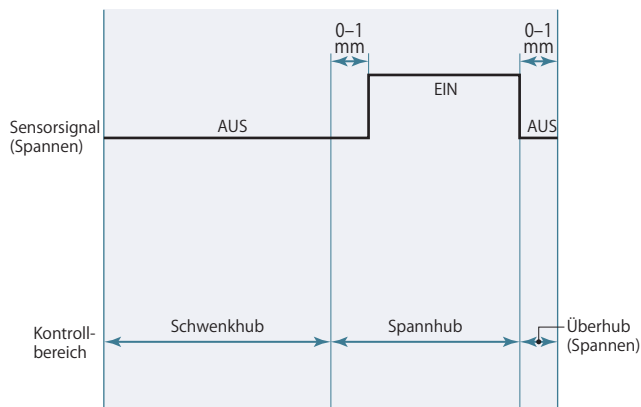 0–1
mm
0–1
mm
EIN
Sensorsignal
(Spannen)
AUS
AUS
Kontroll-
bereich
Schwenkhub
Spannhub
Überhub
(Spannen)